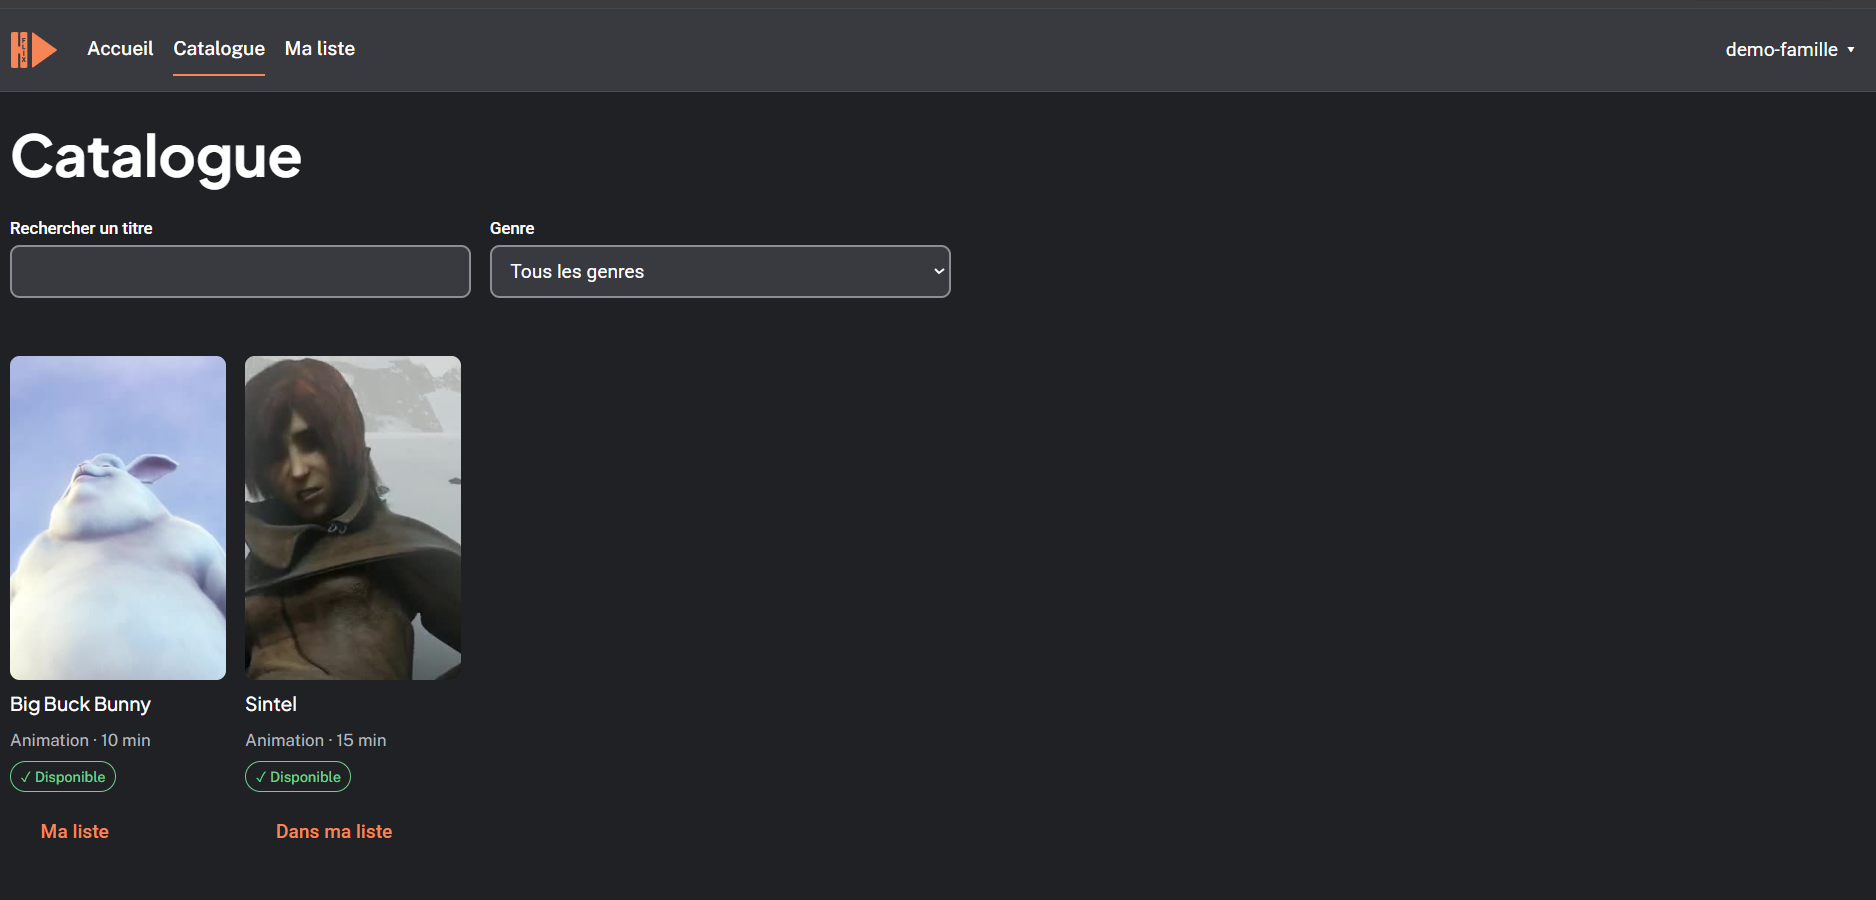 FLIX
Accueil Catalogue Ma liste demo-famille
Catalogue
Rechercher un titre Genre
Tous les genres
Big Buck Bunny Sintel
Animation · 10 min Animation · 15 min
✓ Disponible ✓ Disponible
Ma liste Dans ma liste